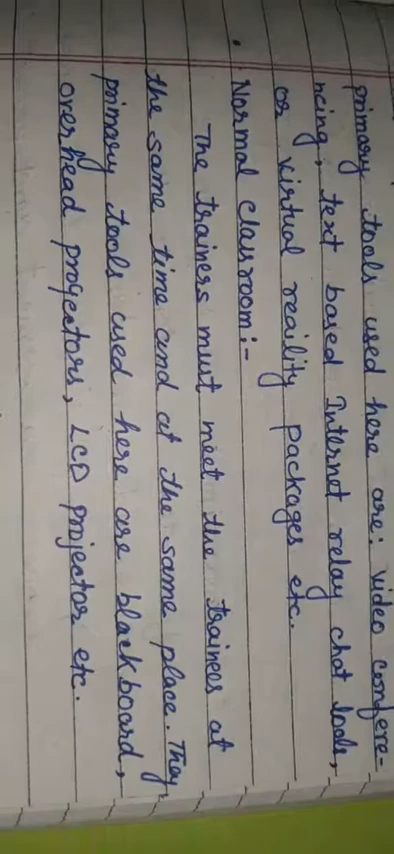 primary tools used here are: video confere-
ncing, text based Internet relay chat tools,
or virtual reaility packages etc.
• Normal classroom:-
The trainers must meet the trainees at
the same time and at the same place. They
primary tools used here are blackboard,
overhead projectors, LCD projector etc.